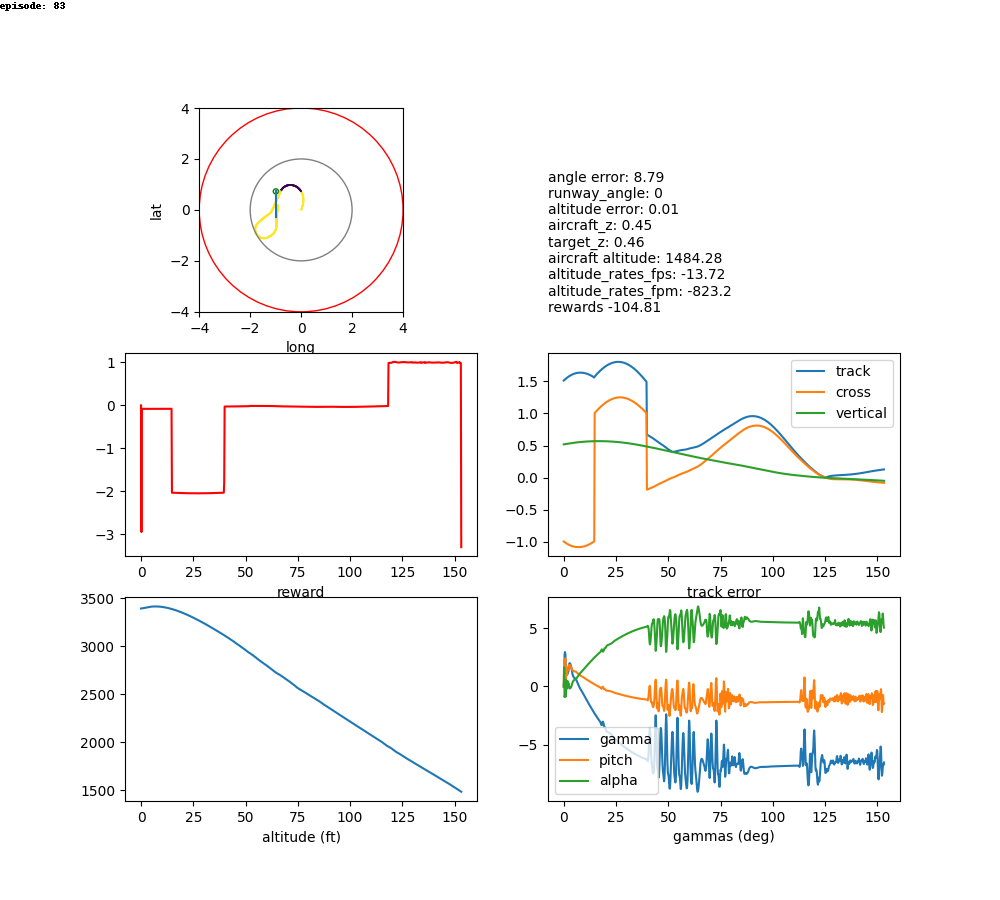 episode: 83
4
2
0
−2
−4
lat
−4 −2 0 2 4
long
angle error: 8.79
runway_angle: 0
altitude error: 0.01
aircraft_z: 0.45
target_z: 0.46
aircraft altitude: 1484.28
altitude_rates_fps: -13.72
altitude_rates_fpm: -823.2
rewards -104.81
1
0
−1
−2
−3
0 25 50 75 100 125 150
reward
1.5
1.0
0.5
0.0
−0.5
−1.0
track
cross
vertical
0 25 50 75 100 125 150
track error
3500
3000
2500
2000
1500
0 25 50 75 100 125 150
altitude (ft)
5
0
−5
gamma
pitch
alpha
0 25 50 75 100 125 150
gammas (deg)